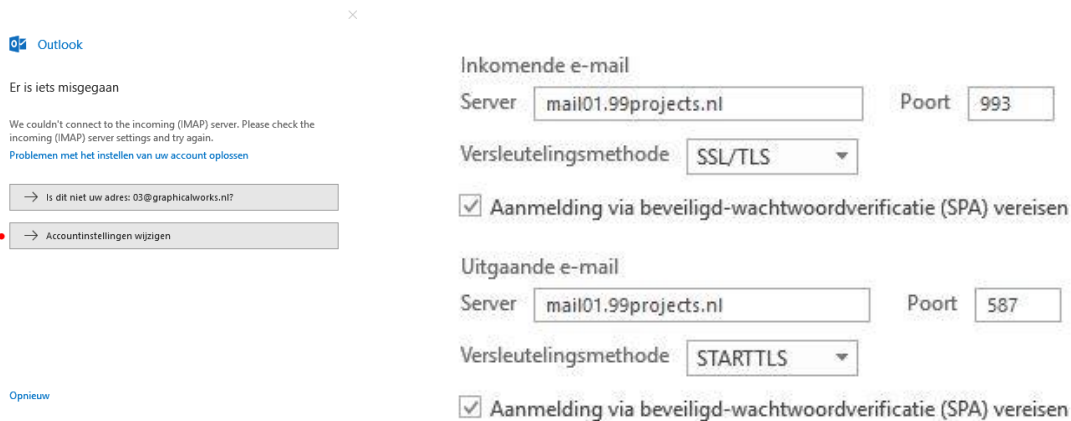 Outlook
Er is iets misgegaan
We couldn't connect to the incoming (IMAP) server. Please check the
incoming (IMAP) server settings and try again.
Problemen met het instellen van uw account oplossen
Is dit niet uw adres: 03@graphicalworks.nl?
Accountinstellingen wijzigen
Opnieuw
Inkomende e-mail
Server mail01.99projects.nl Poort 993
Versleutelingsmethode SSL/TLS
Aanmelding via beveiligd-wachtwoordverificatie (SPA) vereisen
Uitgaande e-mail
Server mail01.99projects.nl Poort 587
Versleutelingsmethode STARTTLS
Aanmelding via beveiligd-wachtwoordverificatie (SPA) vereisen